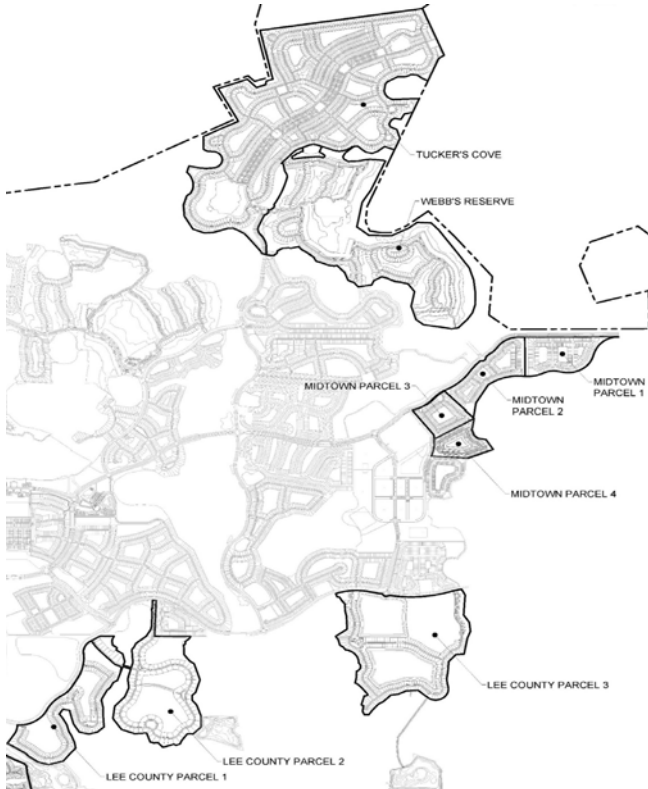 TUCKER'S COVE
WEBB'S RESERVE
MIDTOWN PARCEL 3
MIDTOWN
PARCEL 1
MIDTOWN
PARCEL 2
MIDTOWN PARCEL 4
LEE COUNTY PARCEL 3
LEE COUNTY PARCEL 2
LEE COUNTY PARCEL 1